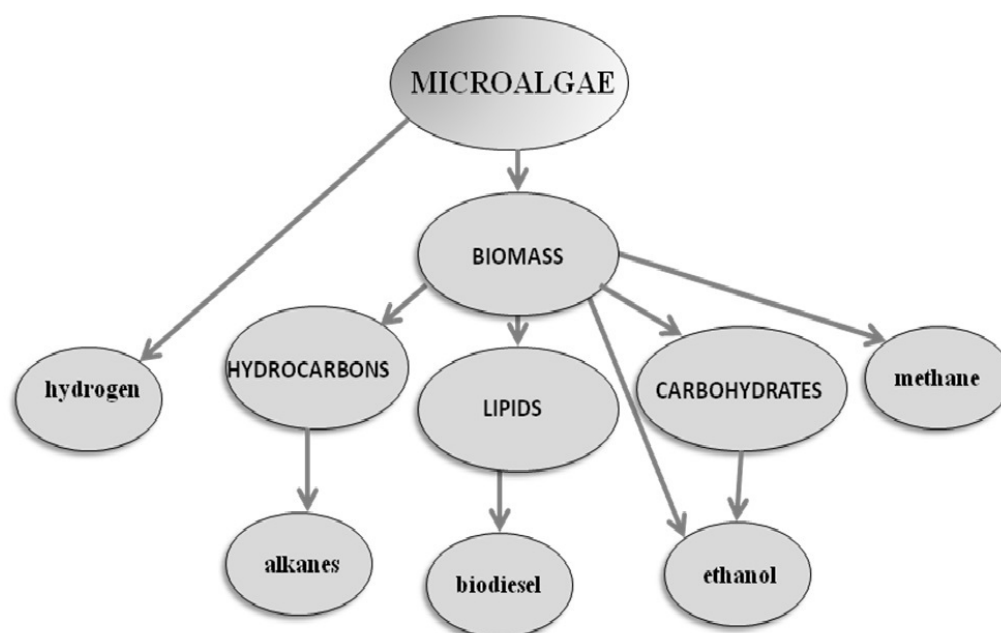 MICROALGAE
BIOMASS
HYDROCARBONS
LIPIDS
CARBOHYDRATES
hydrogen
methane
alkanes
biodiesel
ethanol